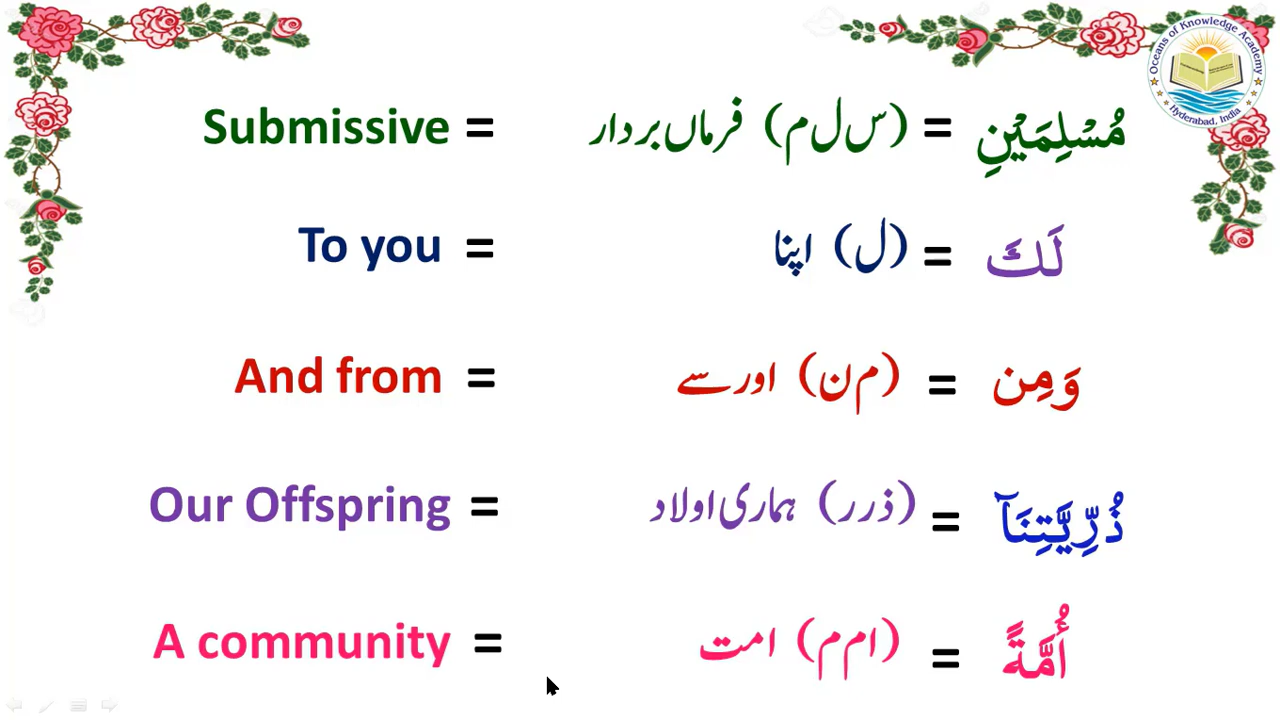 Oceans of Knowledge Academy
Hyderabad, India
مُسْلِمَيْنِ = (س ل م) فرماں بردار = Submissive
لَكَ = (ل) اپنا = To you
وَمِن = (م ن) اور سے = And from
ذُرِّيَّتِنَآ = (ذ ر ر) ہماری اولاد = Our Offspring
أُمَّةً = (ا م م) امت = A community